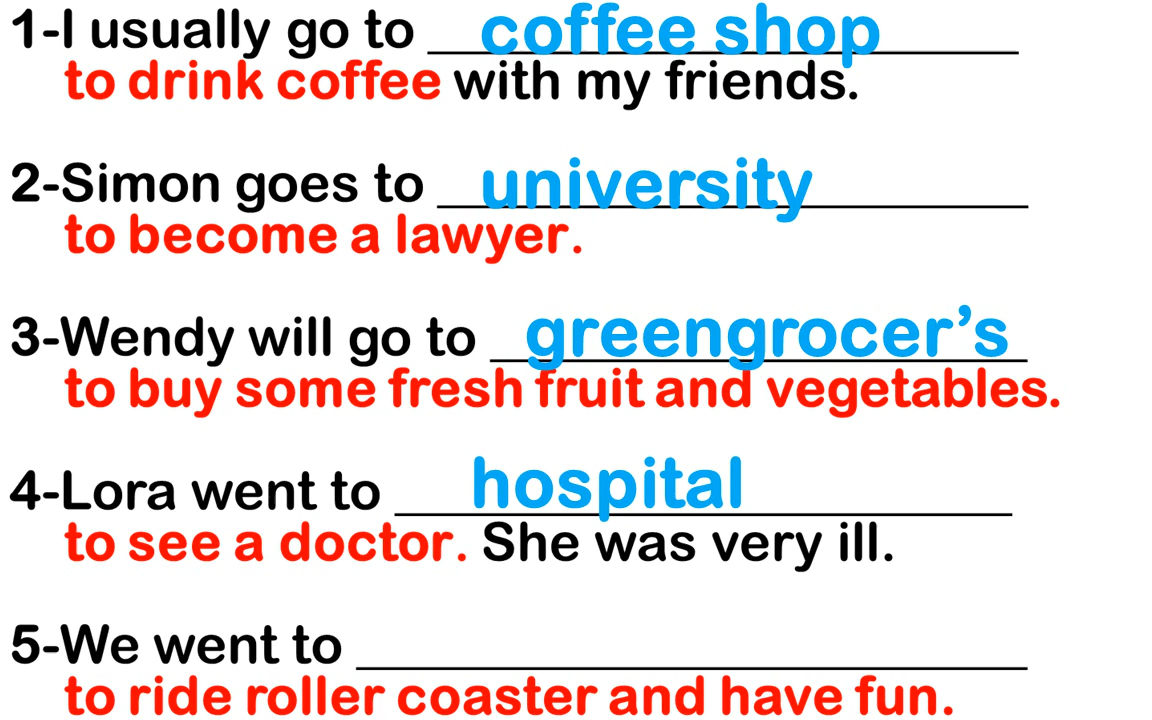 1-I usually go to coffee shop
to drink coffee with my friends.
2-Simon goes to university
to become a lawyer.
3-Wendy will go to greengrocer’s
to buy some fresh fruit and vegetables.
4-Lora went to hospital
to see a doctor. She was very ill.
5-We went to ____________________
to ride roller coaster and have fun.